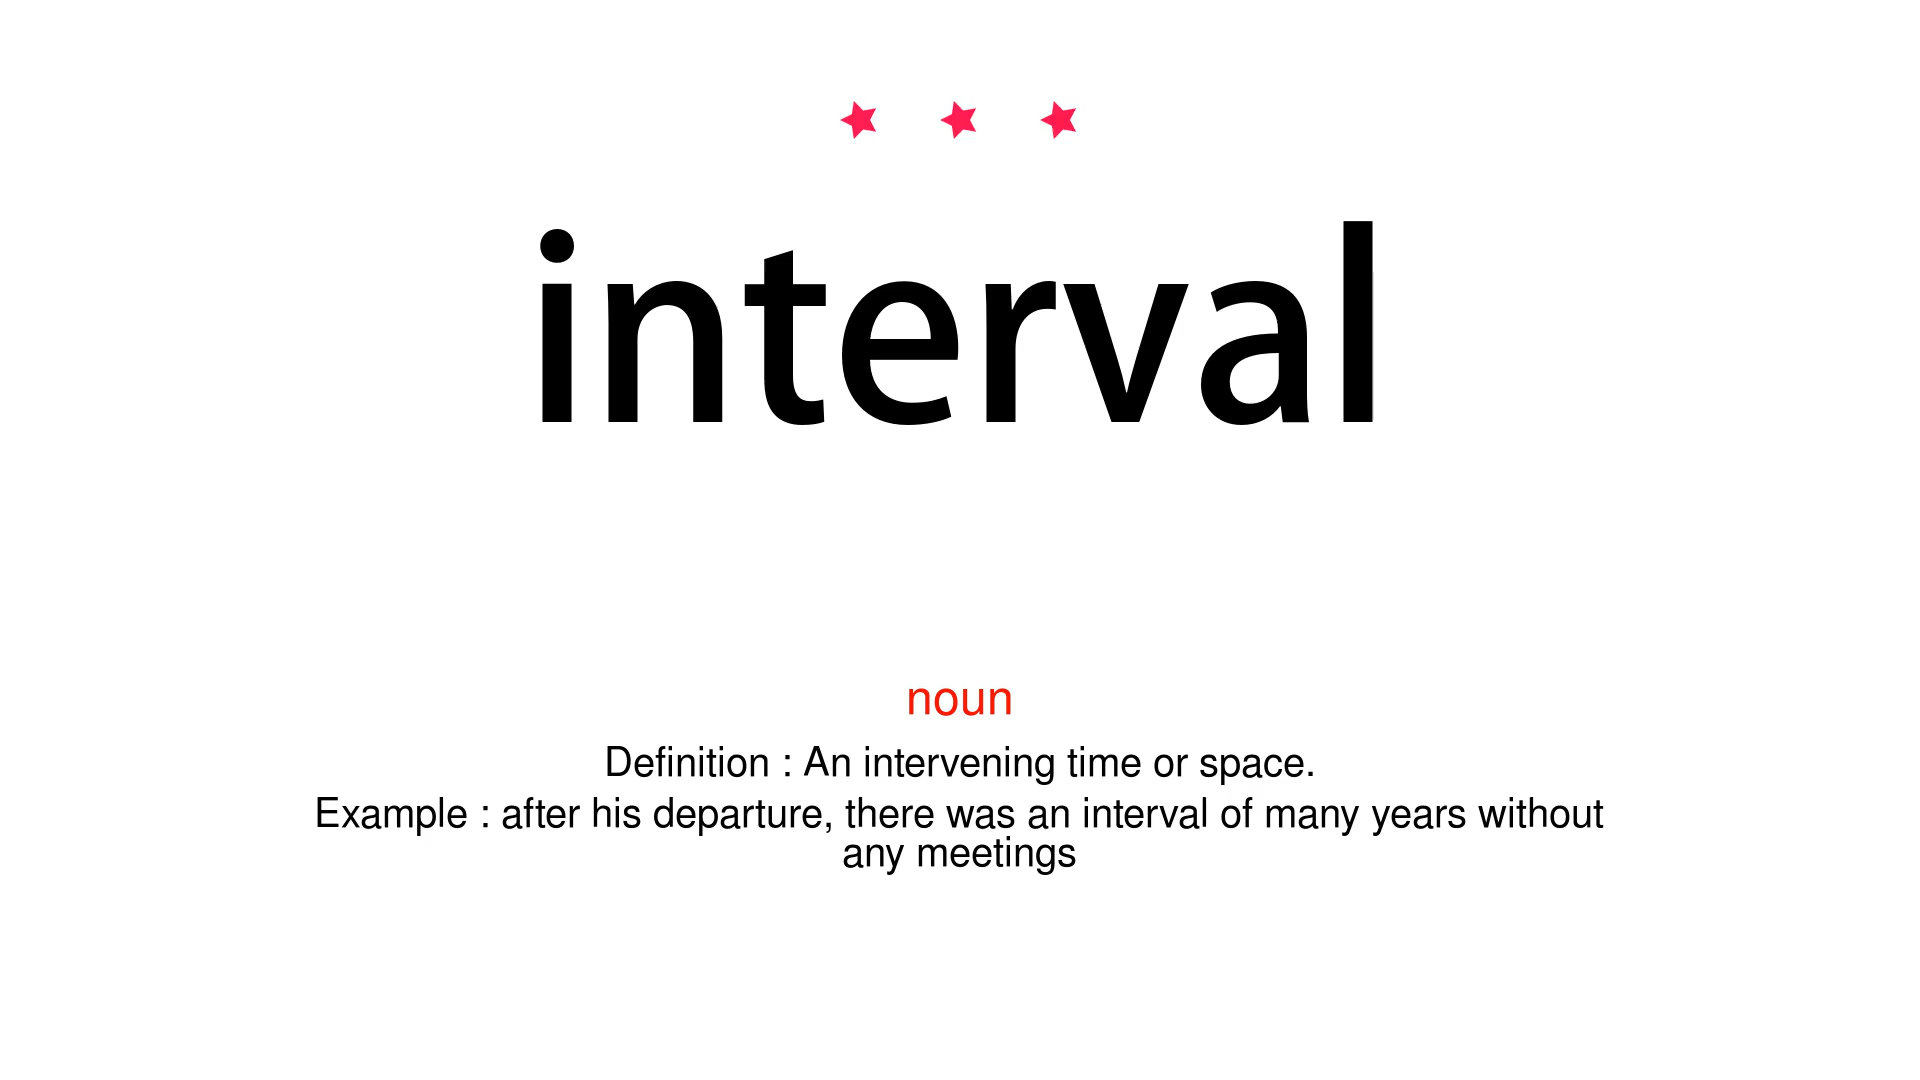 interval
noun
Definition : An intervening time or space.
Example : after his departure, there was an interval of many years without
any meetings